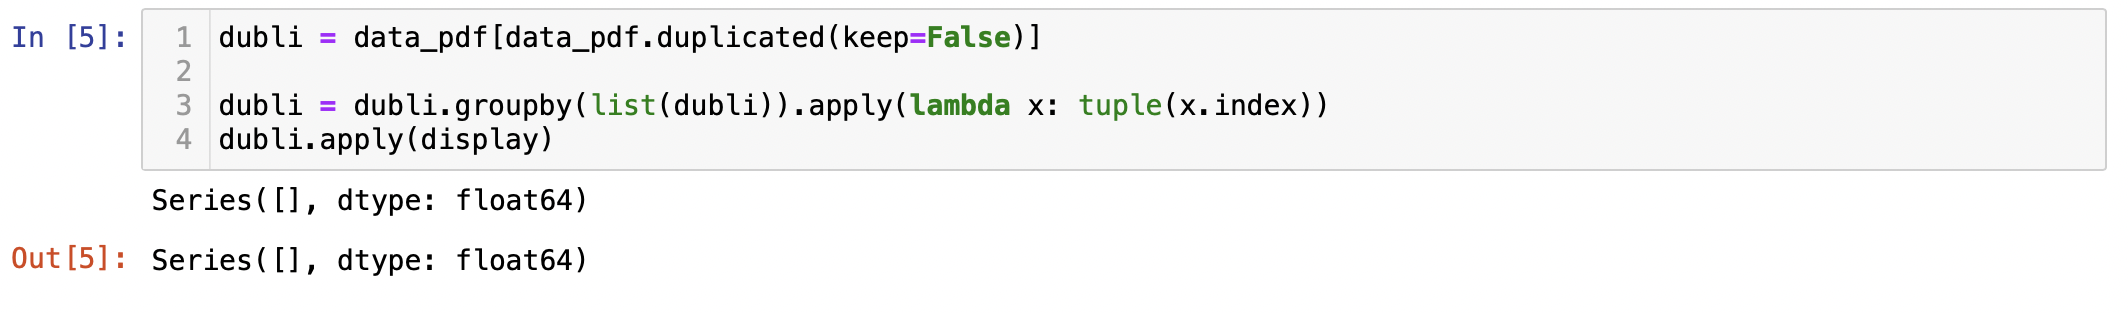 In [5]:
1 dubli = data_pdf[data_pdf.duplicated(keep=False)]
2
3 dubli = dubli.groupby(list(dubli)).apply(lambda x: tuple(x.index))
4 dubli.apply(display)
Series([], dtype: float64)
Out[5]: Series([], dtype: float64)